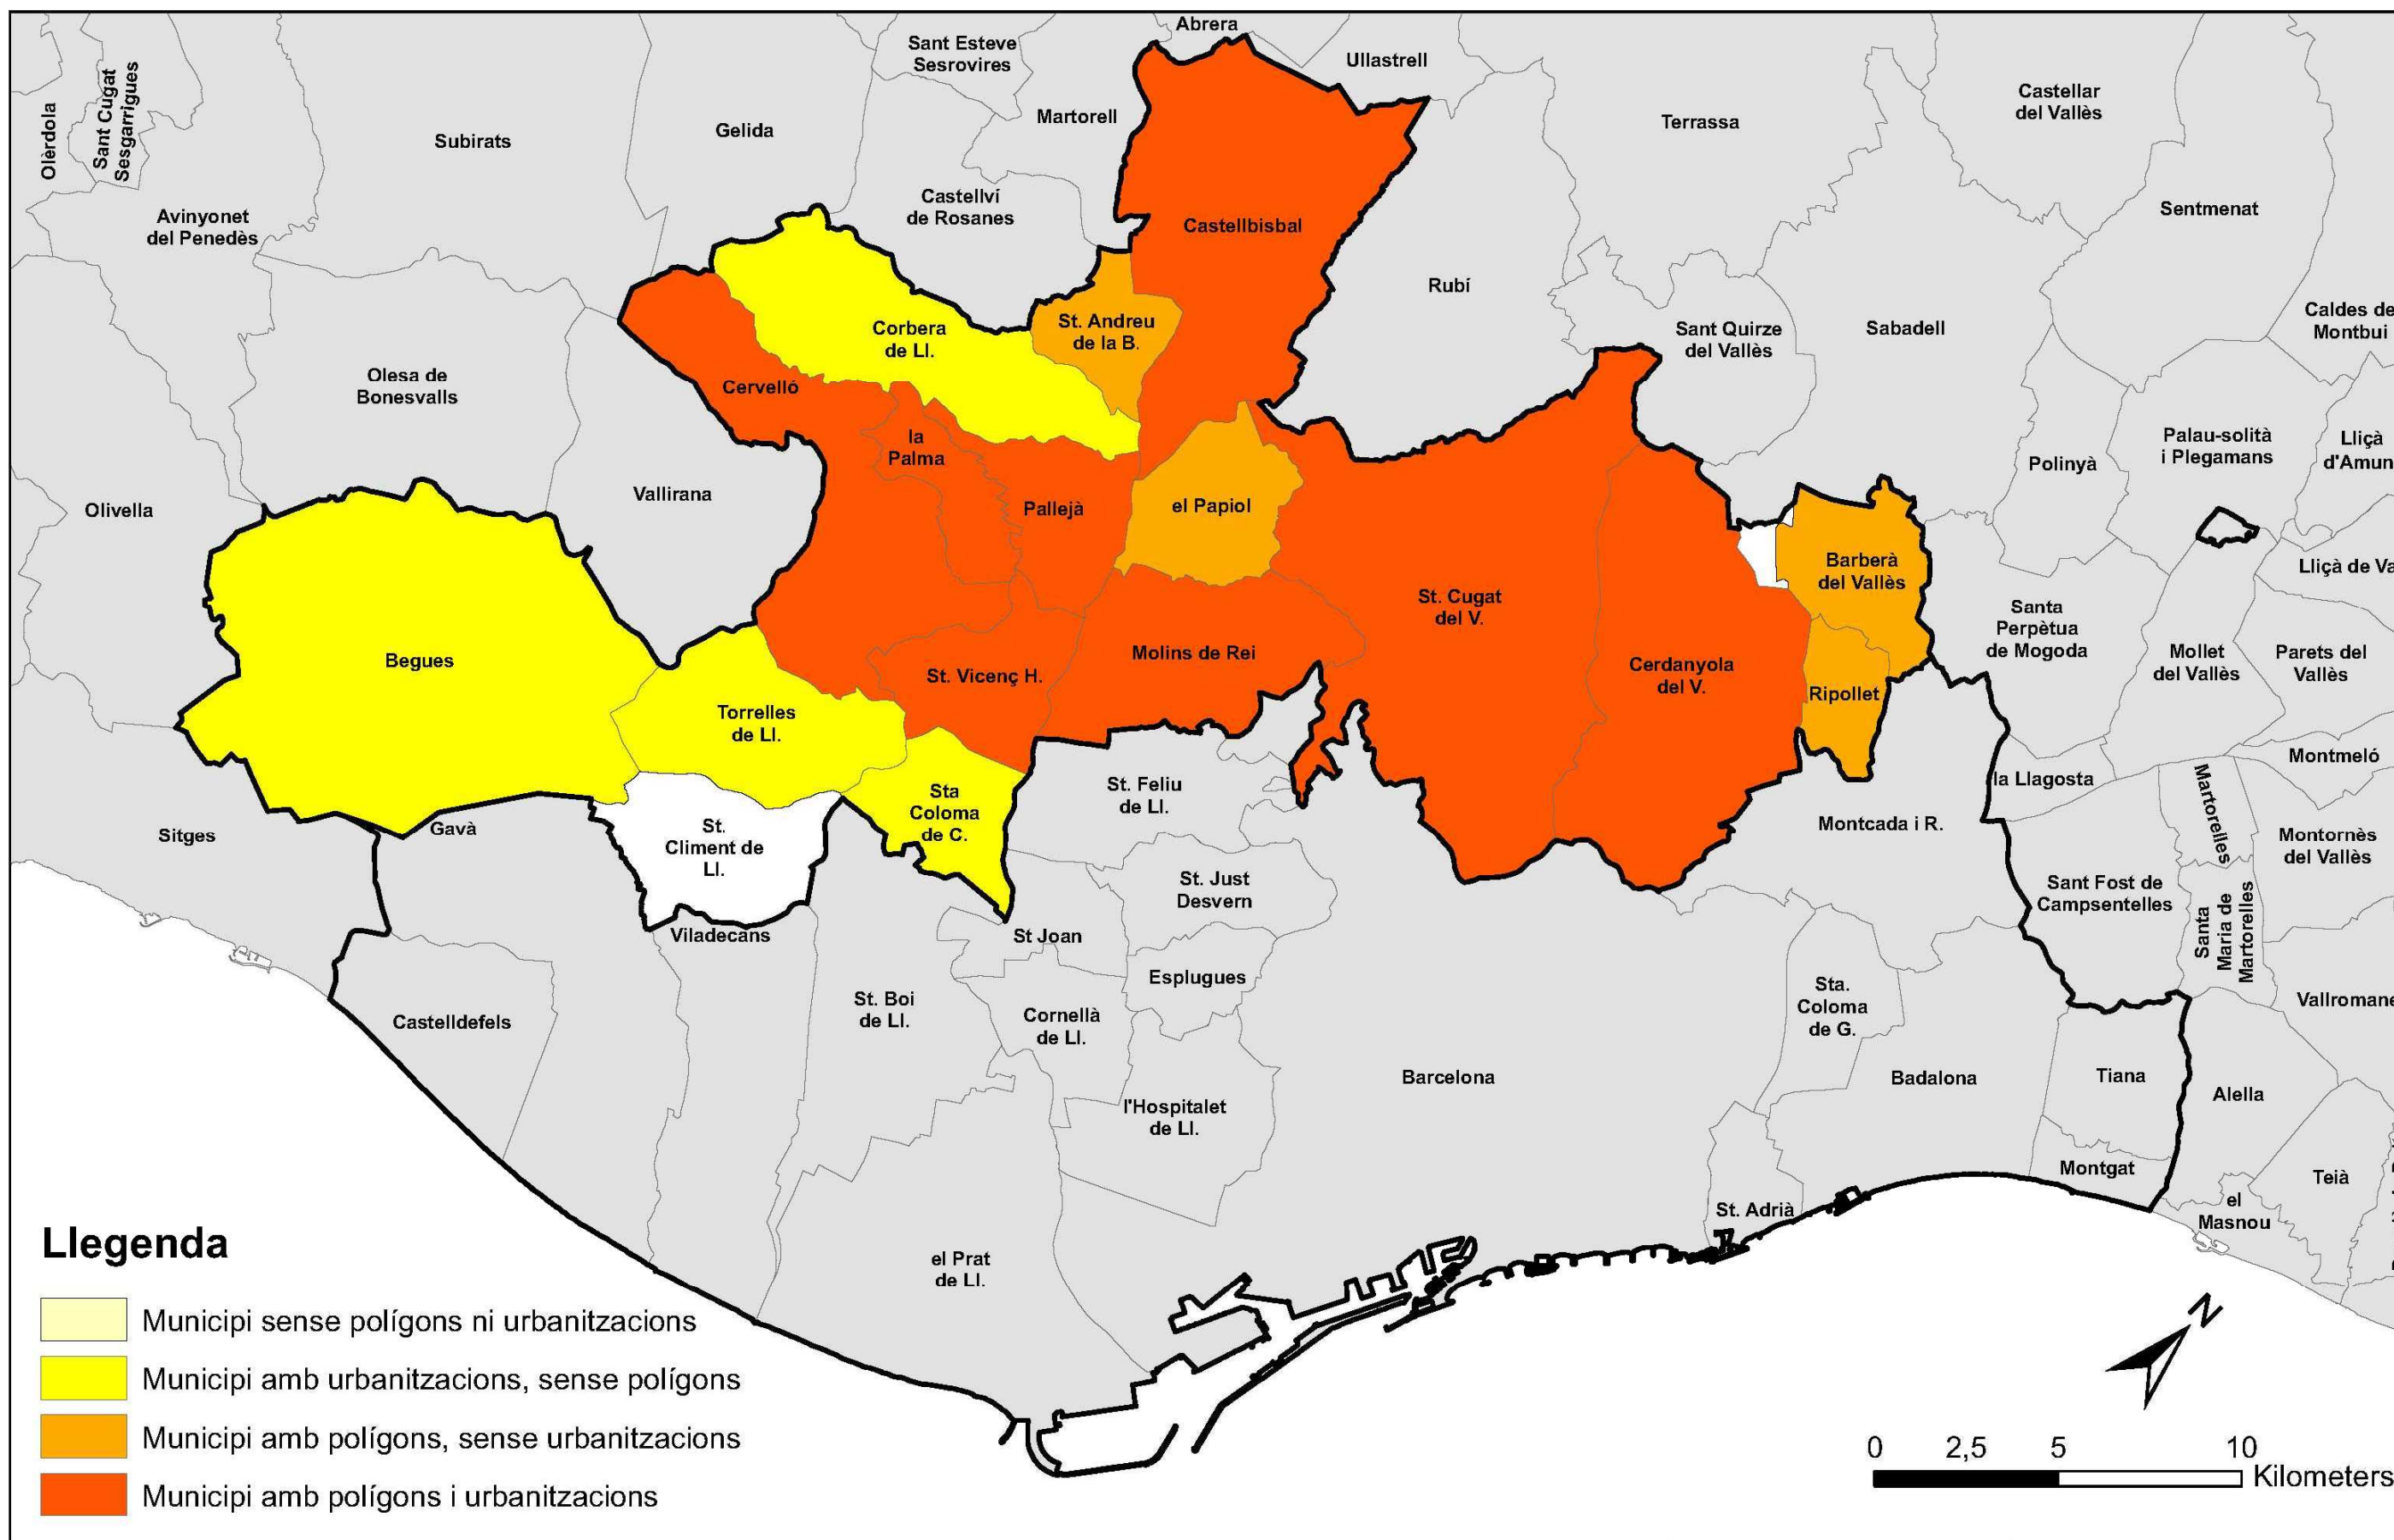 Abrera
Sant Esteve
Sesrovires
Ullastrell
Olèrdola
Sant Cugat
Sesgarrigues
Subirats
Gelida
Martorell
Terrassa
Castellar
del Vallès
Avinyonet
del Penedès
Castellví
de Rosanes
Castellbisbal
Sentmenat
Rubí
Corbera
de Ll.
St. Andreu
de la B.
Sant Quirze
del Vallès
Sabadell
Caldes de
Montbui
Olesa de
Bonesvalls
Cervelló
la
Palma
Palau-solità
i Plegamans
Lliçà
d'Amun
Polinyà
Olivella
Vallirana
Pallejà
el Papiol
Barberà
del Vallès
Lliçà de Va
St. Cugat
del V.
Santa
Perpètua
de Mogoda
Begues
St. Vicenç H.
Molins de Rei
Cerdanyola
del V.
Ripollet
Mollet
del Vallès
Parets del
Vallès
Torrelles
de Ll.
Montmeló
la Llagosta
Martorelles
St. Feliu
de Ll.
Sta
Coloma
de C.
Sitges
Gavà
St.
Climent de
Ll.
Montcada i R.
Montornès
del Vallès
St. Just
Desvern
Sant Fost de
Campsentelles
Santa
Maria de
Martorelles
Viladecans
St Joan
Esplugues
St. Boi
de Ll.
Cornellà
de Ll.
Sta.
Coloma
de G.
Vallromane
Castelldefels
Barcelona
Badalona
Tiana
Alella
l'Hospitalet
de Ll.
Montgat
Teià
St. Adrià
el
Masnou
el Prat
de Ll.
Llegenda
Municipi sense polígons ni urbanitzacions
Municipi amb urbanitzacions, sense polígons
Municipi amb polígons, sense urbanitzacions
Municipi amb polígons i urbanitzacions
N
0 2,5 5 10
Kilometers